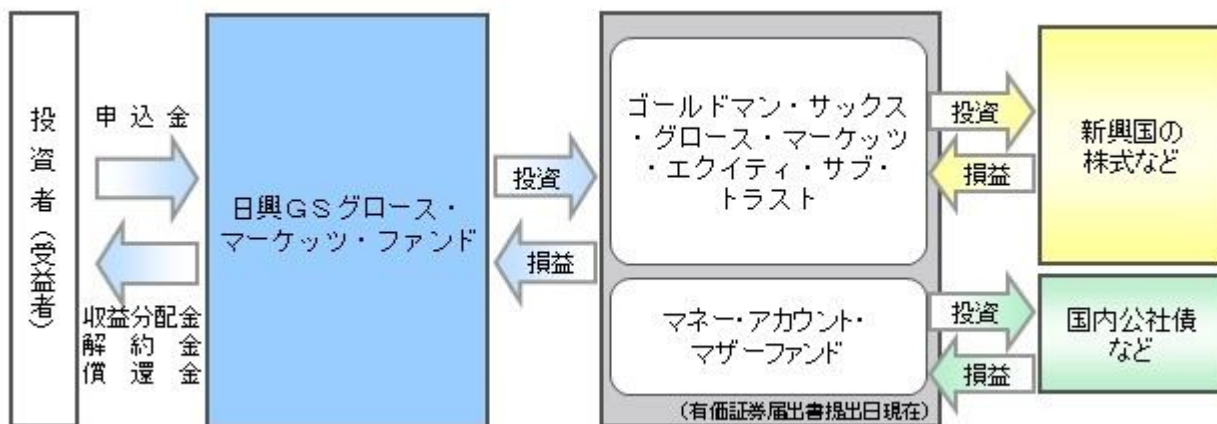 投資者(受益者)
申込金
収益分配金
解約金
償還金
日興GSグロース・
マーケッツ・ファンド
投資
損益
ゴールドマン・サックス
・グロース・マーケッツ
・エクイティ・サブ・
トラスト
マネー・アカウント・
マザーファンド
(有価証券届出書提出日現在)
投資
損益
新興国の
株式など
投資
損益
国内公社債
など